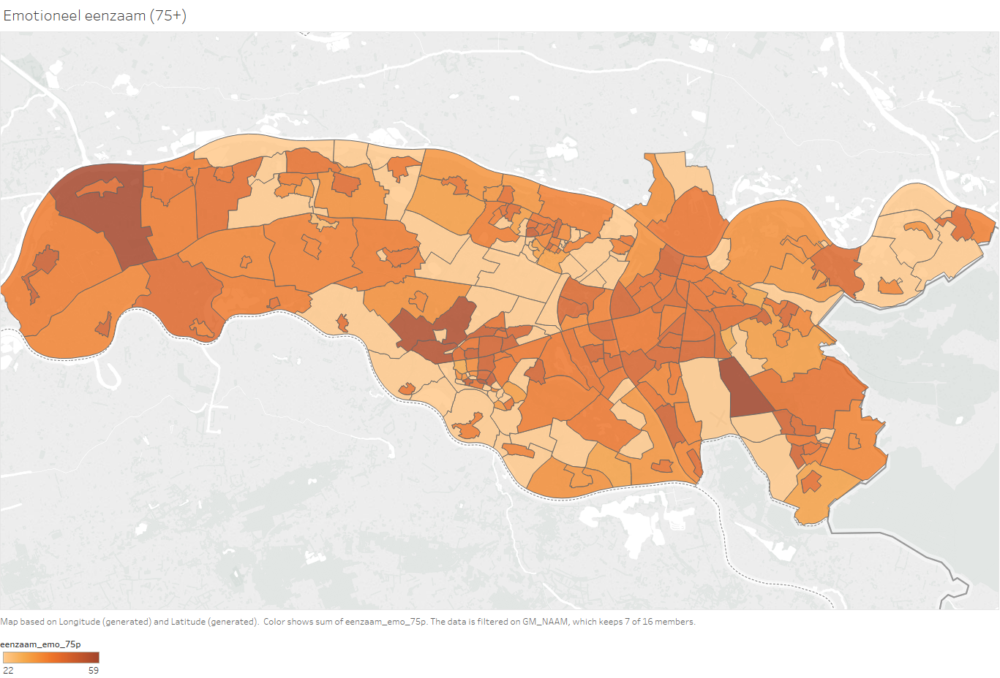 Emotioneel eenzaam (75+)
Map based on Longitude (generated) and Latitude (generated). Color shows sum of eenzaam_emo_75p. The data is filtered on GM_NAAM, which keeps 7 of 16 members.
eenzaam_emo_75p
22 59